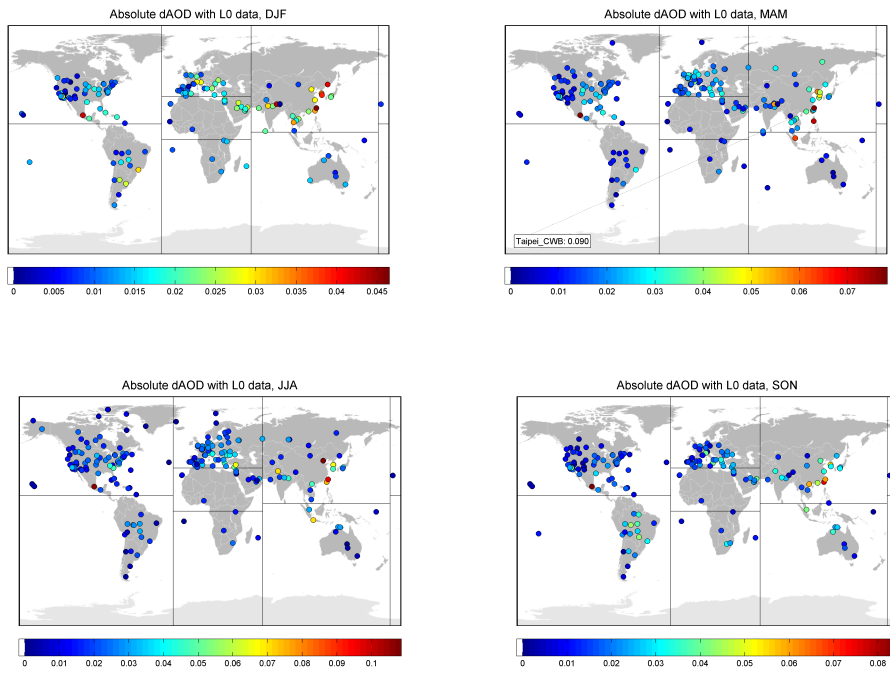 Absolute dAOD with L0 data, DJF
0 0.005 0.01 0.015 0.02 0.025 0.03 0.035 0.04 0.045
Absolute dAOD with L0 data, MAM
Taipei_CWB: 0.090
0 0.01 0.02 0.03 0.04 0.05 0.06 0.07
Absolute dAOD with L0 data, JJA
0 0.01 0.02 0.03 0.04 0.05 0.06 0.07 0.08 0.09 0.1
Absolute dAOD with L0 data, SON
0 0.01 0.02 0.03 0.04 0.05 0.06 0.07 0.08